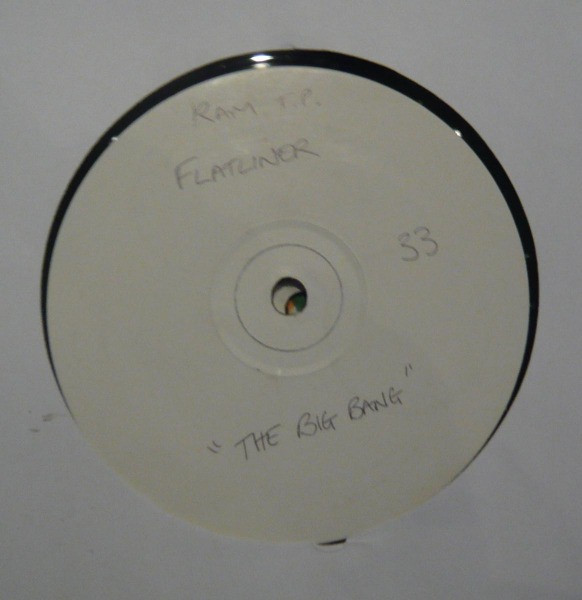 RAM T.P.
FLATLINER
33
"THE BIG BANG"